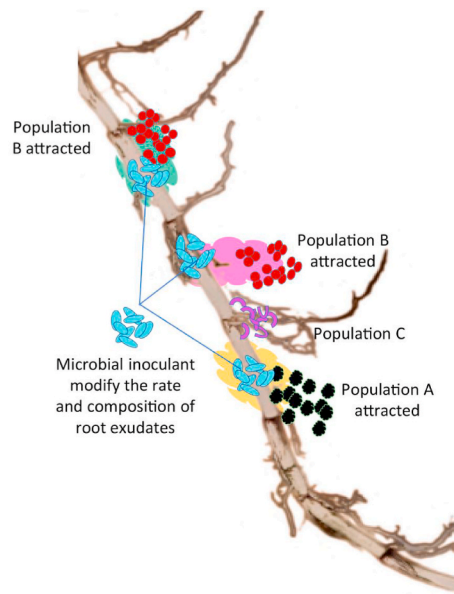 Population
B attracted
Population B
attracted
Population C
Microbial inoculant
modify the rate
and composition of
root exudates
Population A
attracted